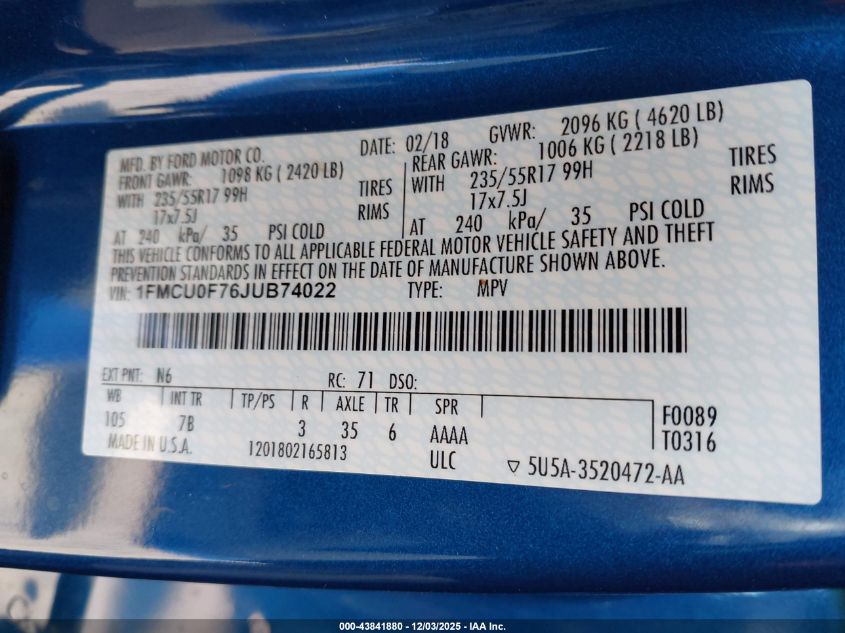 MFD. BY FORD MOTOR CO. DATE: 02/18 GVWR: 2096 KG ( 4620 LB)
FRONT GAWR: 1098 KG ( 2420 LB) REAR GAWR: 1006 KG ( 2218 LB)
WITH 235/55R17 99H TIRES WITH 235/55R17 99H TIRES
17x7.5J RIMS 17x7.5J RIMS
AT 240 kPa/ 35 PSI COLD AT 240 kPa/ 35 PSI COLD
THIS VEHICLE CONFORMS TO ALL APPLICABLE FEDERAL MOTOR VEHICLE SAFETY AND THEFT
PREVENTION STANDARDS IN EFFECT ON THE DATE OF MANUFACTURE SHOWN ABOVE.
VIN: 1FMCU0F76JUB74022 TYPE: MPV
EXT PNT: N6 RC: 71 DSO:
WB INT TR TP/PS R AXLE TR SPR F0089
105 7B 3 35 6 AAAA T0316
MADE IN U.S.A. 1201802165813 ULC ▽ 5U5A-3520472-AA
000-43841880 - 12/03/2025 - IAA Inc.